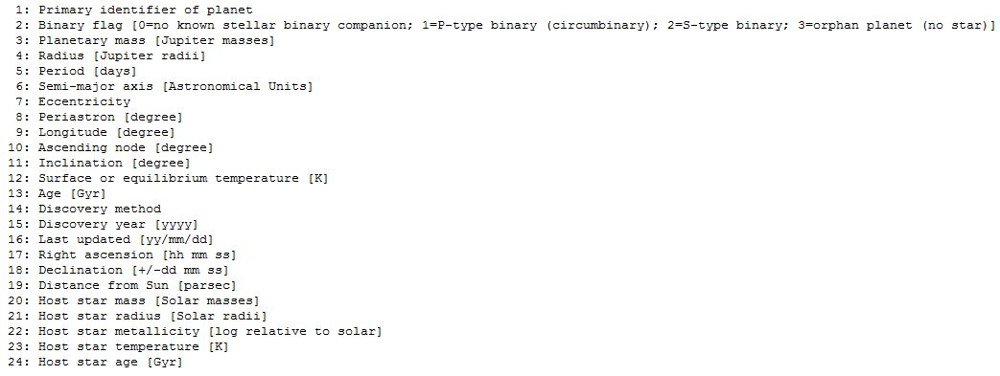 1: Primary identifier of planet
2: Binary flag [0=no known stellar binary companion; 1=P-type binary (circumbinary); 2=S-type binary; 3=orphan planet (no star)]
3: Planetary mass [Jupiter masses]
4: Radius [Jupiter radii]
5: Period [days]
6: Semi-major axis [Astronomical Units]
7: Eccentricity
8: Periastron [degree]
9: Longitude [degree]
10: Ascending node [degree]
11: Inclination [degree]
12: Surface or equilibrium temperature [K]
13: Age [Gyr]
14: Discovery method
15: Discovery year [yyyy]
16: Last updated [yy/mm/dd]
17: Right ascension [hh mm ss]
18: Declination [+/-dd mm ss]
19: Distance from Sun [parsec]
20: Host star mass [Solar masses]
21: Host star radius [Solar radii]
22: Host star metallicity [log relative to solar]
23: Host star temperature [K]
24: Host star age [Gyr]